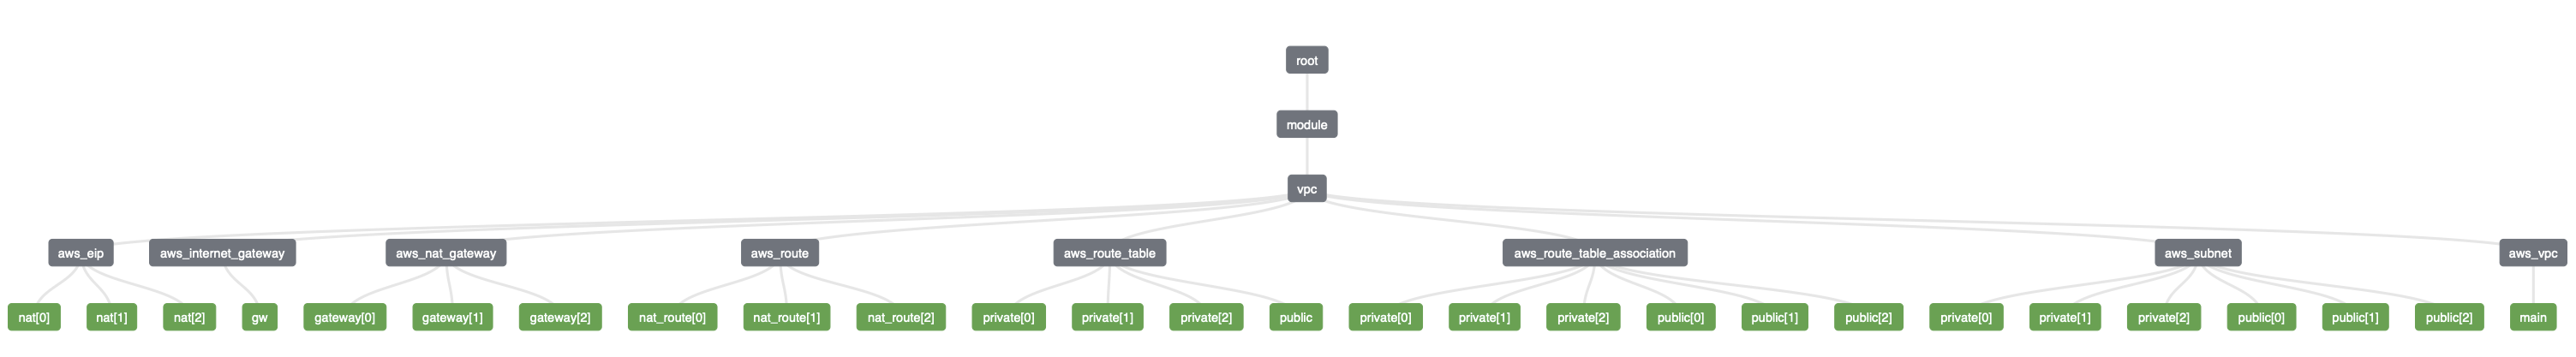 root
module
vpc
aws_eip aws_internet_gateway aws_nat_gateway aws_route aws_route_table aws_route_table_association aws_subnet aws_vpc
nat[0] nat[1] nat[2] gw gateway[0] gateway[1] gateway[2] nat_route[0] nat_route[1] nat_route[2] private[0] private[1] private[2] public private[0] private[1] private[2] public[0] public[1] public[2] private[0] private[1] private[2] public[0] public[1] public[2] main